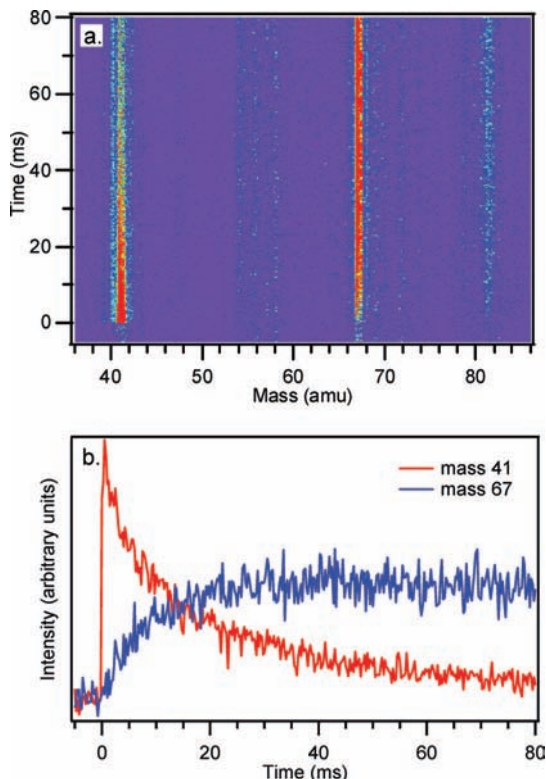 a.
80
60
40
20
0
Time (ms)
40 50 60 70 80
Mass (amu)
b.
mass 41
mass 67
Intensity (arbitrary units)
0 20 40 60 80
Time (ms)